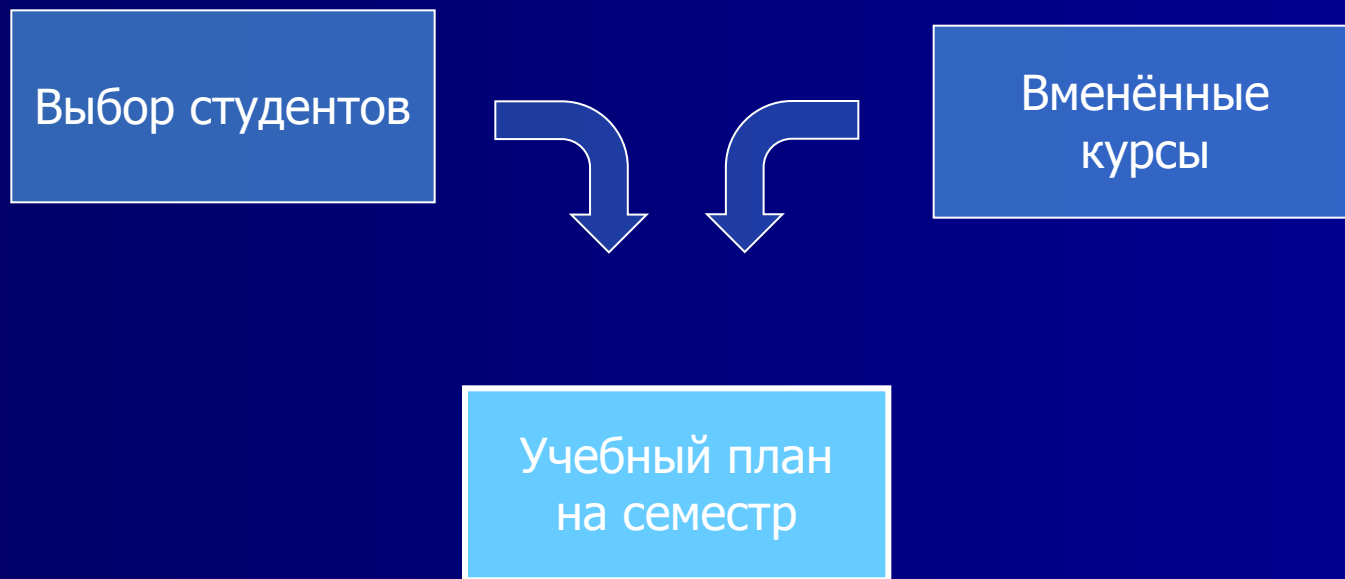 Выбор студентов
Вменённые
курсы
Учебный план
на семестр